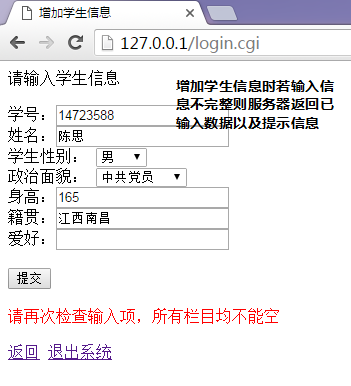 增加学生信息
127.0.0.1/login.cgi
请输入学生信息
增加学生信息时若输入信
息不完整则服务器返回已
输入数据以及提示信息
学号：14723588
姓名：陈思
学生性别： 男
政治面貌： 中共党员
身高：165
籍贯：江西南昌
爱好：
提交
请再次检查输入项，所有栏目均不能空
返回 退出系统